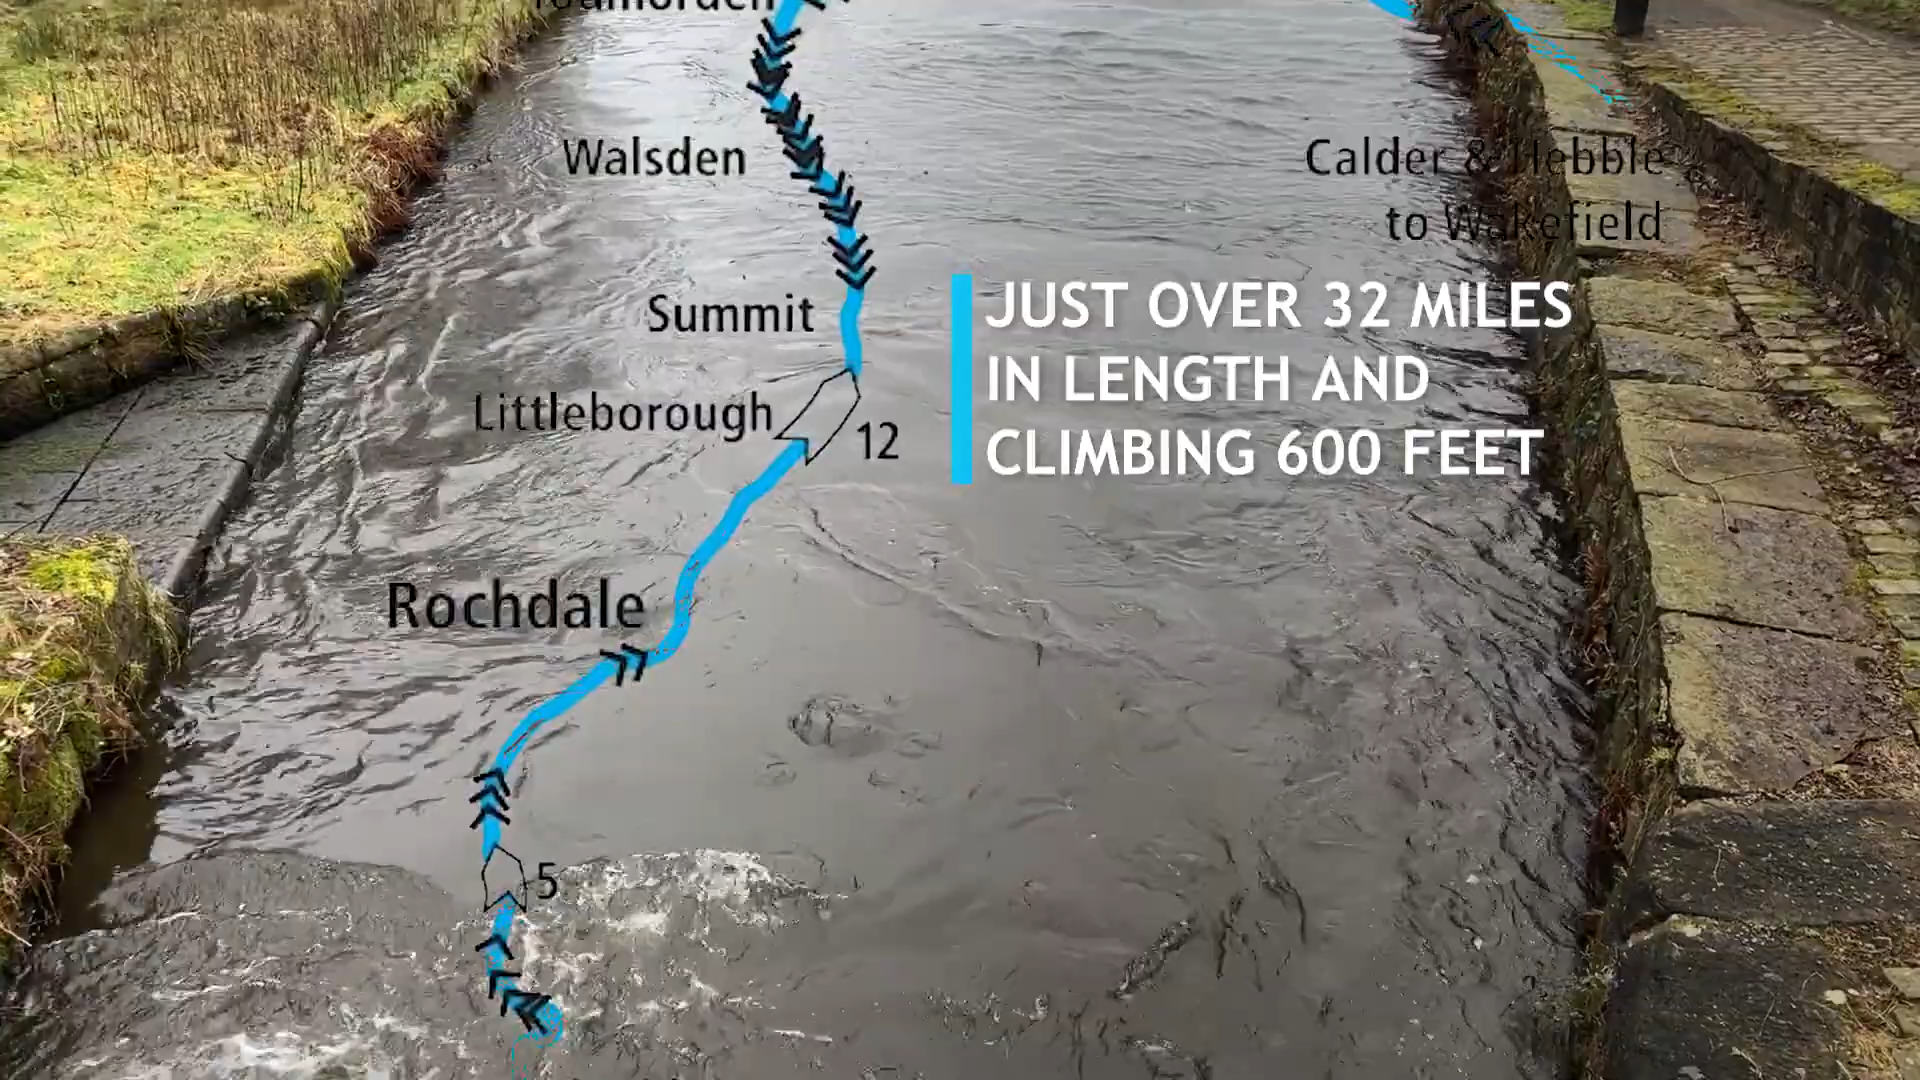 Todmorden
Walsden
Calder & Hebble
to Wakefield
Summit
JUST OVER 32 MILES
IN LENGTH AND
CLIMBING 600 FEET
Littleborough
12
Rochdale
5